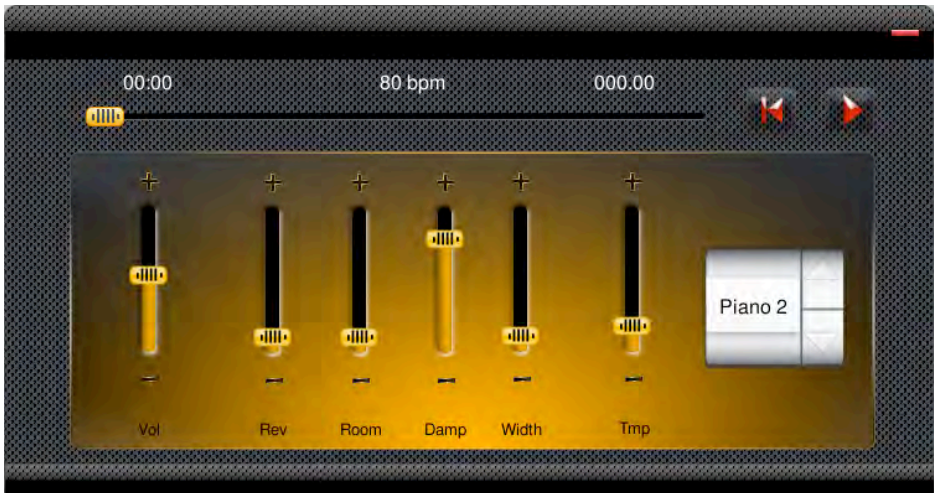 00:00 80 bpm 000.00
+ + + + + +
Piano 2
− − − − − −
Vol Rev Room Damp Width Tmp